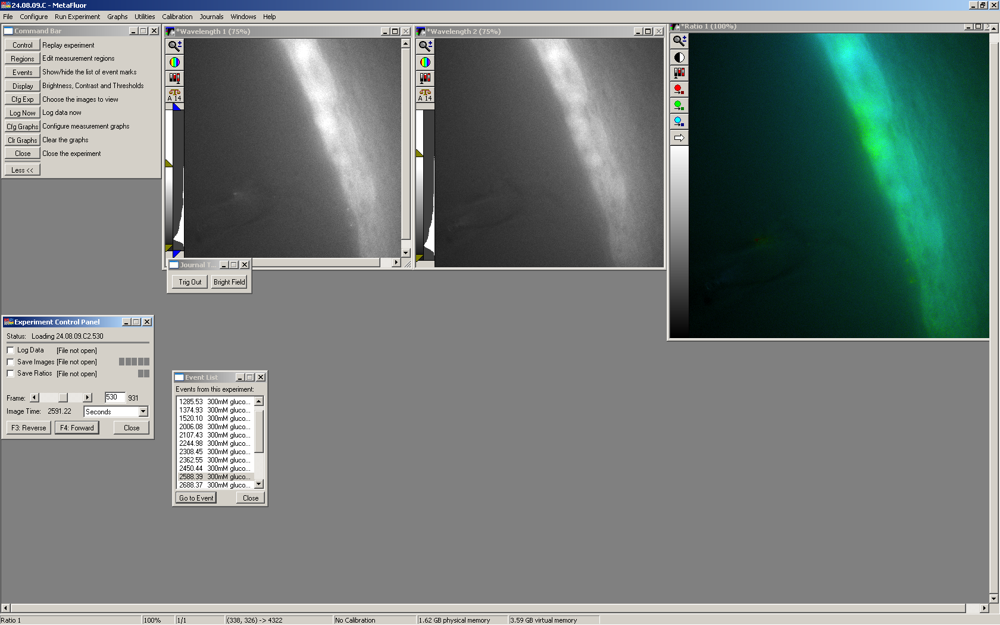 24.08.09.C - MetaFluor
File Configure Run Experiment Graphs Utilities Calibration Journals Windows Help
Command Bar
Control Replay experiment
Regions Edit measurement regions
Events Show/hide the list of event marks
Display Brightness, Contrast and Thresholds
Cfg Exp Choose the images to view
Log Now Log data now
Cfg Graphs Configure measurement graphs
Clr Graphs Clear the graphs
Close Close the experiment
Less <<
*Wavelength 1 (75%)
A 14
*Wavelength 2 (75%)
A 14
*Ratio 1 (100%)
Journal T...
Trig Out Bright Field
Experiment Control Panel
Status: Loading 24.08.09.C2.530
Log Data [File not open]
Save Images [File not open]
Save Ratios [File not open]
Frame: 530 931
Image Time: 2591.22 Seconds
F3: Reverse F4: Forward Close
Event List
Events from this experiment:
1285.53 300mM gluco...
1374.93 300mM gluco...
1520.10 300mM gluco...
2006.08 300mM gluco...
2107.43 300mM gluco...
2244.98 300mM gluco...
2308.45 300mM gluco...
2362.55 300mM gluco...
2450.44 300mM gluco...
2588.39 300mM gluco...
2688.37 300mM gluco...
Go to Event Close
Ratio 1 100% 1/1 (338, 326) -> 4322 No Calibration 1.62 GB physical memory 3.59 GB virtual memory